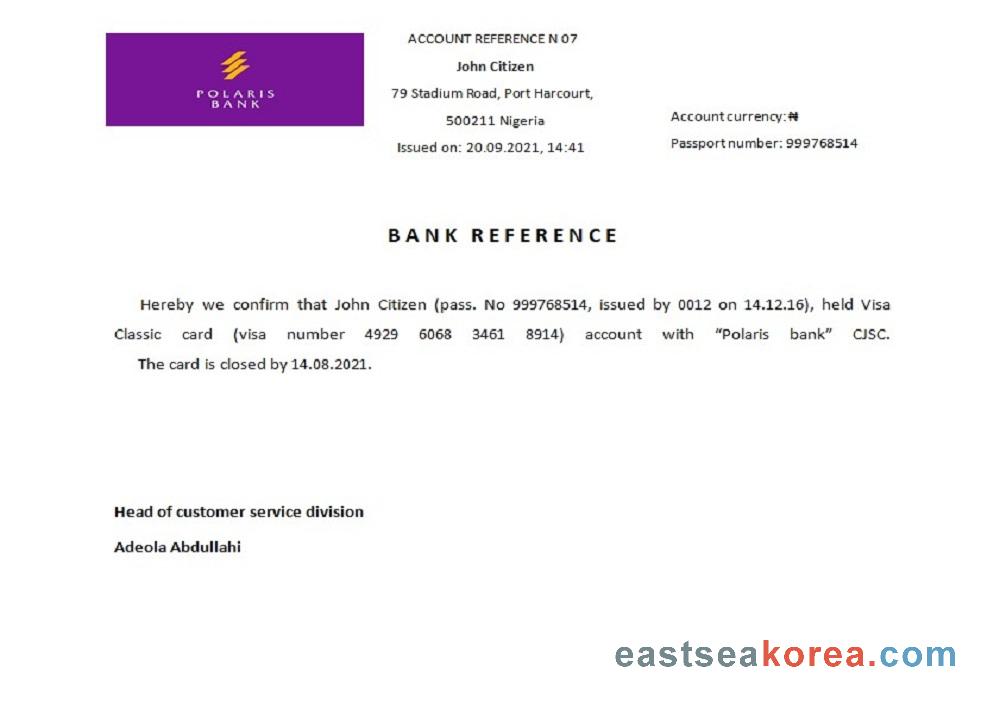 POLARIS
BANK
ACCOUNT REFERENCE N 07
John Citizen
79 Stadium Road, Port Harcourt,
500211 Nigeria
Issued on: 20.09.2021, 14:41
Account currency: ₦
Passport number: 999768514
BANK REFERENCE
Hereby we confirm that John Citizen (pass. No 999768514, issued by 0012 on 14.12.16), held Visa
Classic card (visa number 4929 6068 3461 8914) account with “Polaris bank” CJSC.
The card is closed by 14.08.2021.
Head of customer service division
Adeola Abdullahi
eastseakorea.com